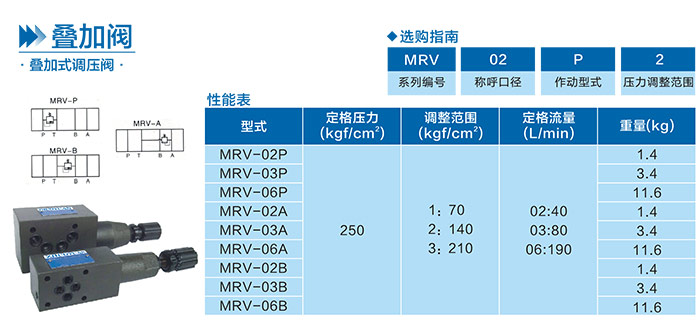 叠加阀
· 叠加式调压阀 ·
选购指南
MRV 02 P 2
系列编号 称呼口径 作动型式 压力调整范围
MRV-P
P T B A
MRV-A
P T B A
MRV-B
P T B A
性能表
型式 定格压力 (kgf/cm²) 调整范围 (kgf/cm²) 定格流量 (L/min) 重量(kg)
MRV-02P 1.4
MRV-03P 3.4
MRV-06P 11.6
MRV-02A 1: 70 02:40 1.4
MRV-03A 250 2: 140 03:80 3.4
MRV-06A 3: 210 06:190 11.6
MRV-02B 1.4
MRV-03B 3.4
MRV-06B 11.6